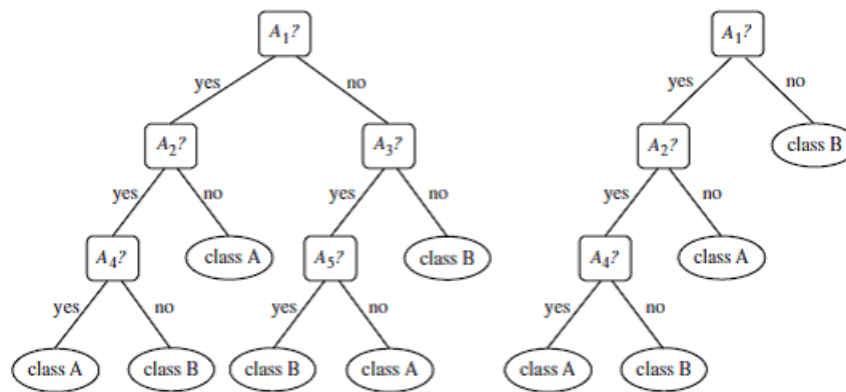 A₁? A₁?
yes no yes no
A₂? A₃? A₂? class B
yes no yes no yes no
A₄? class A A₅? class B A₄? class A
yes no yes no yes no
class A class B class B class A class A class B